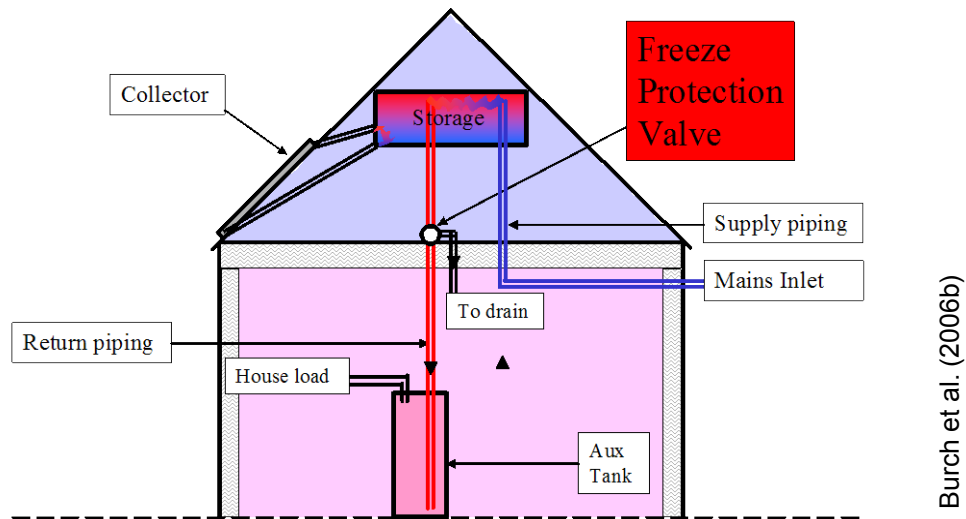 Freeze
Protection
Valve
Collector
Storage
Supply piping
Mains Inlet
To drain
Return piping
House load
Aux
Tank
Burch et al. (2006b)